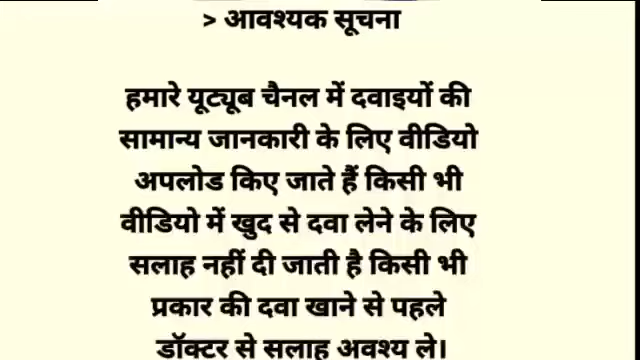 > आवश्यक सूचना
हमारे यूट्यूब चैनल में दवाइयों की
सामान्य जानकारी के लिए वीडियो
अपलोड किए जाते हैं किसी भी
वीडियो में खुद से दवा लेने के लिए
सलाह नहीं दी जाती है किसी भी
प्रकार की दवा खाने से पहले
डॉक्टर से सलाह अवश्य ले।